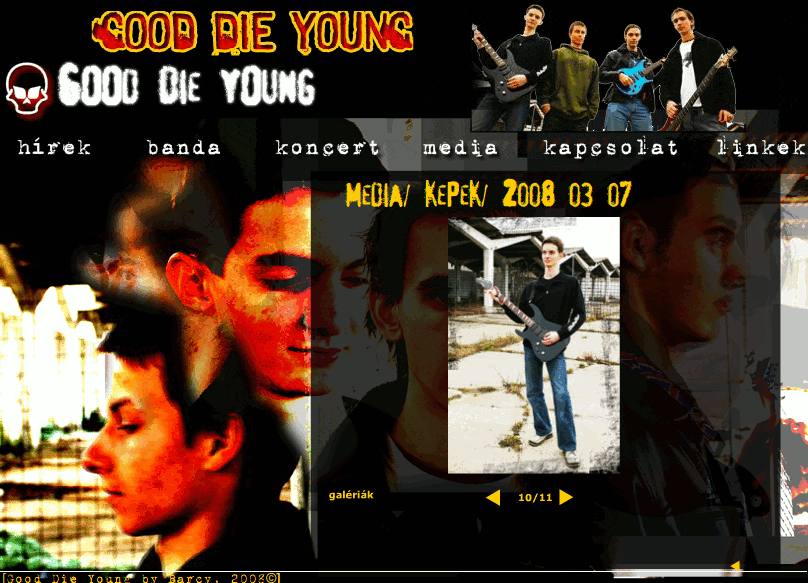 GOOD DIE YOUNG
GOOD DIE YOUNG
hírek banda koncert media kapcsolat linkek
MEDIA/ KEPEK/ 2008 03 07
galériák 10/11
[Good Die Young by Barcy, 2008©]